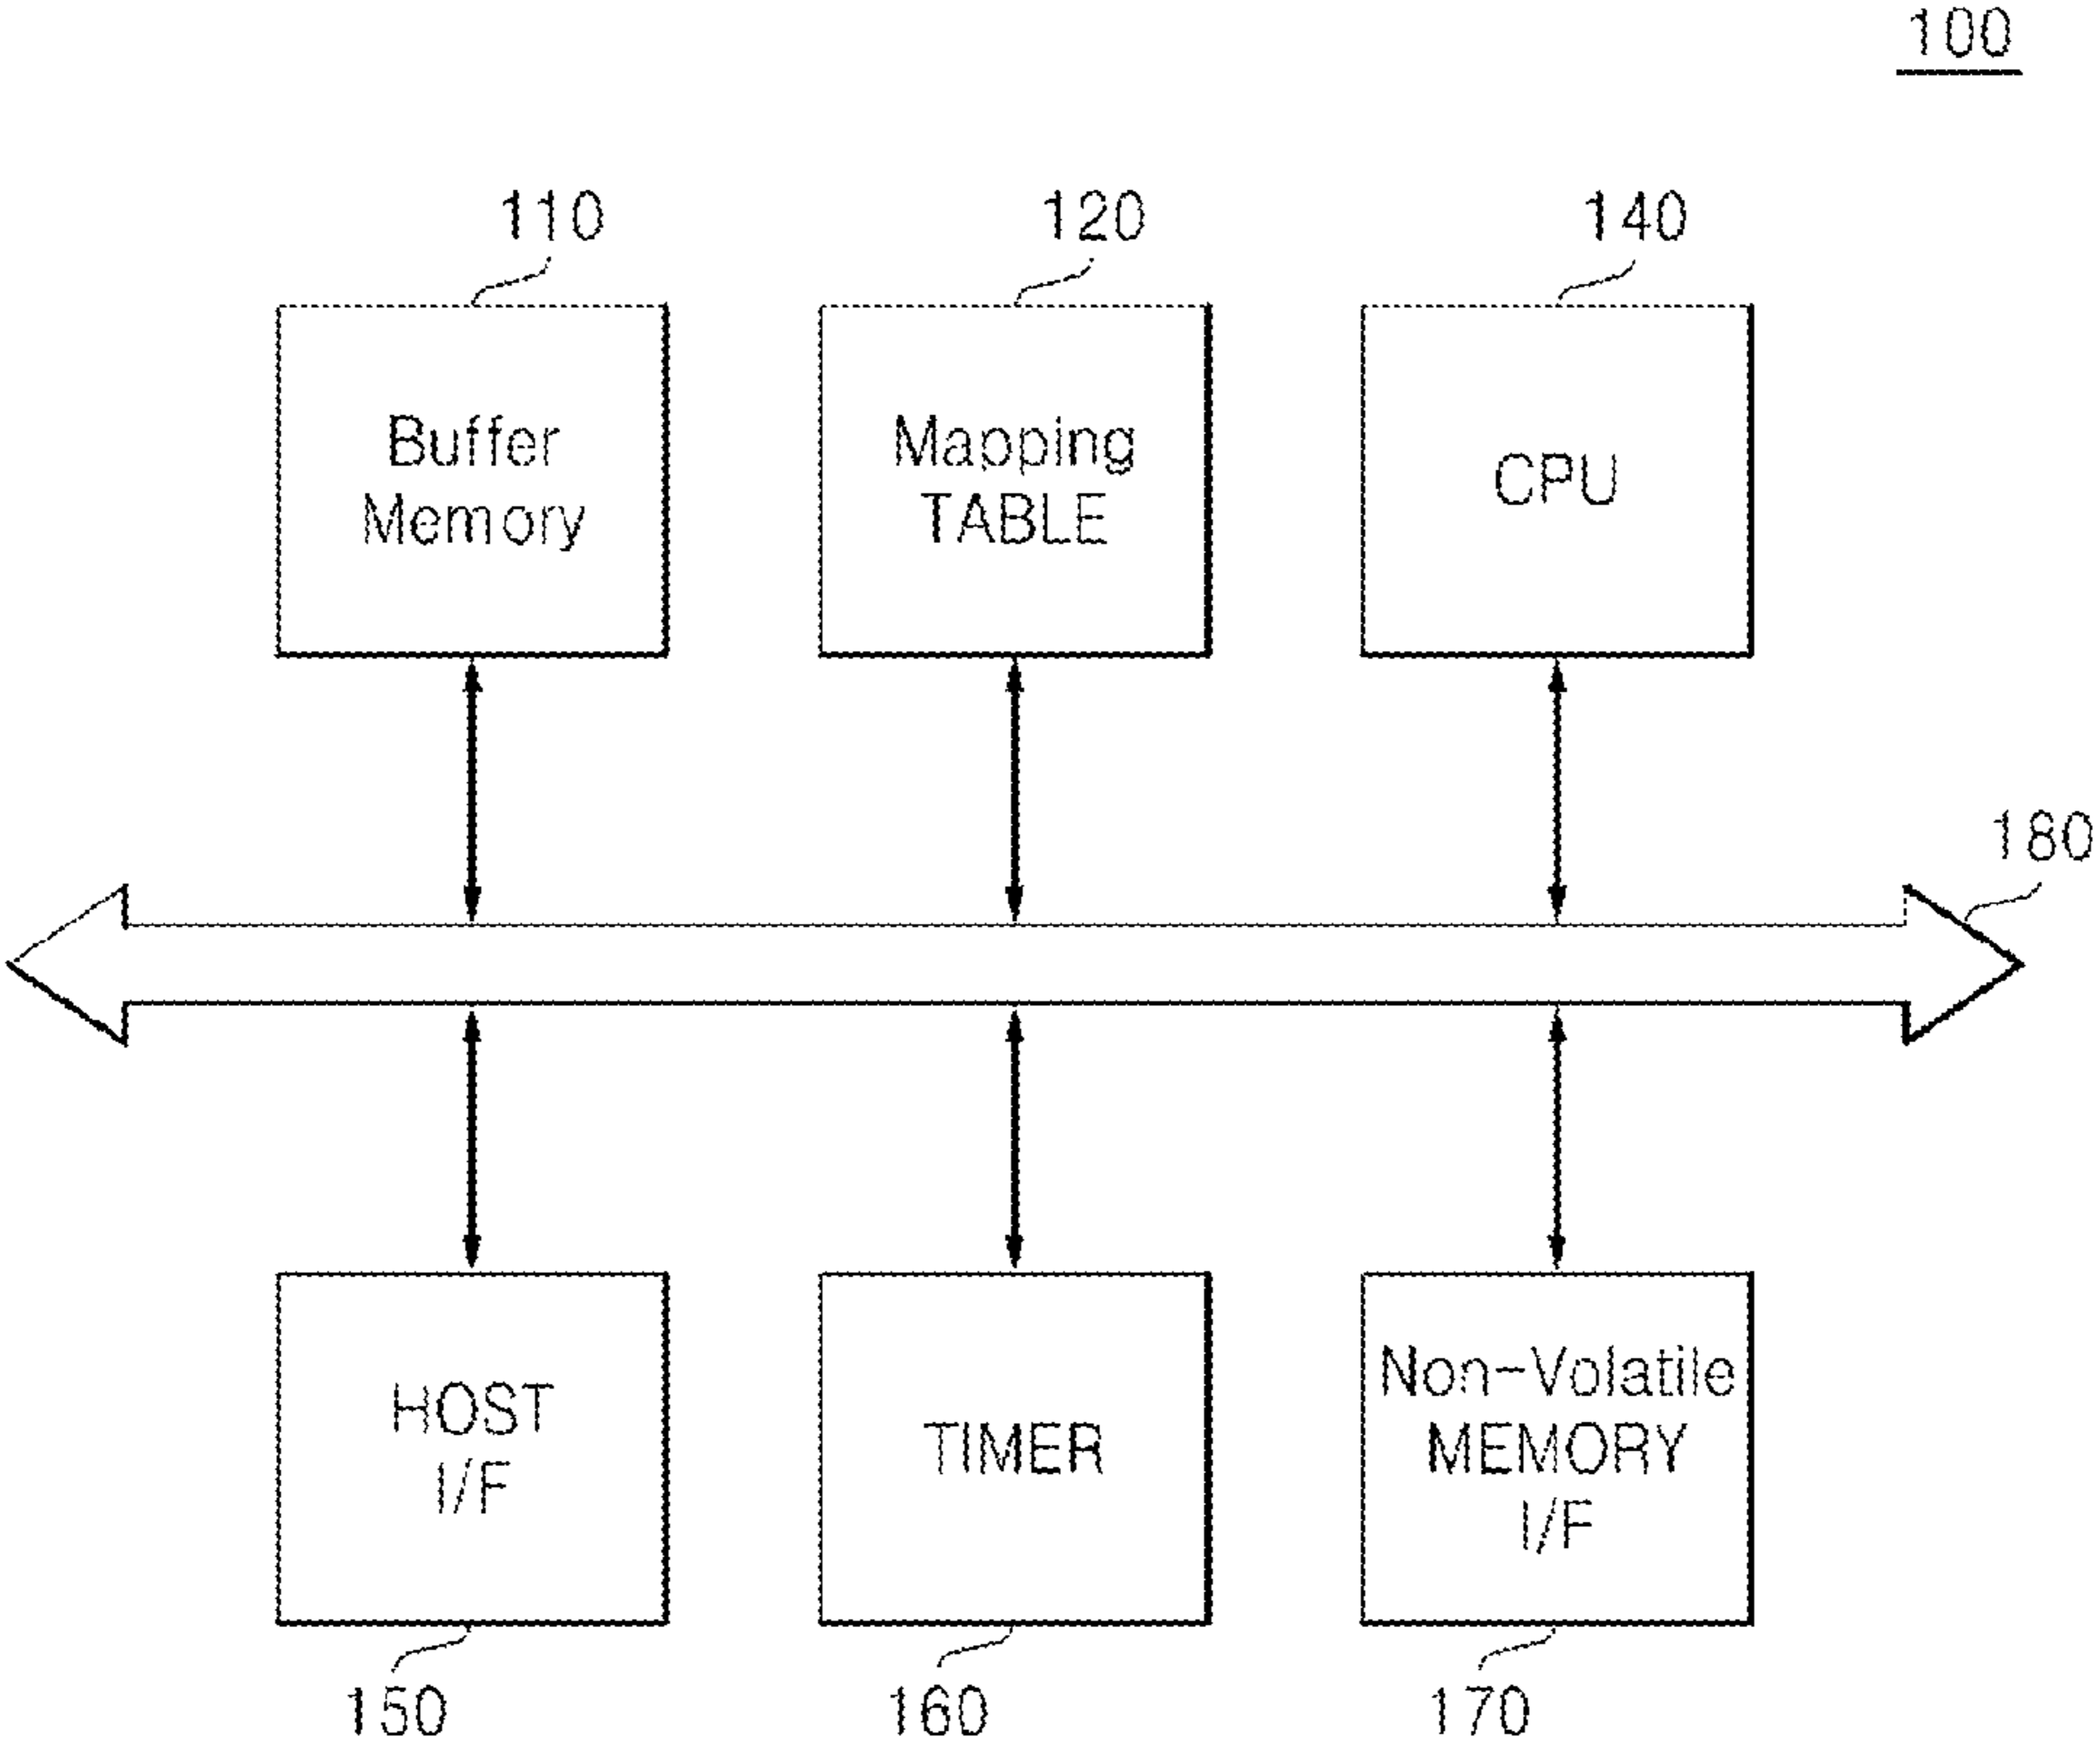 100
110
120
140
Buffer
Memory
Mapping
TABLE
CPU
180
HOST
I/F
TIMER
Non-Volatile
MEMORY
I/F
150
160
170